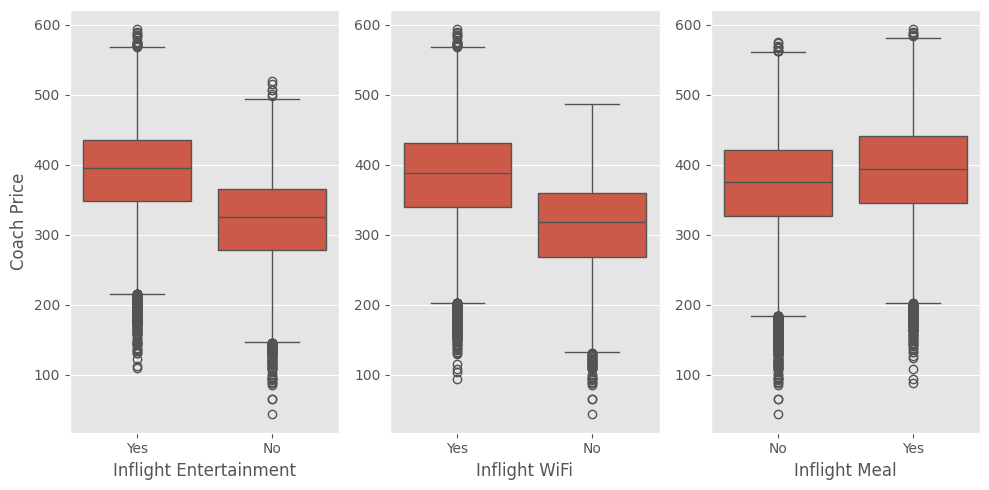 Coach Price
600
500
400
300
200
100
Yes
No
Inflight Entertainment
600
500
400
300
200
100
Yes
No
Inflight WiFi
600
500
400
300
200
100
No
Yes
Inflight Meal